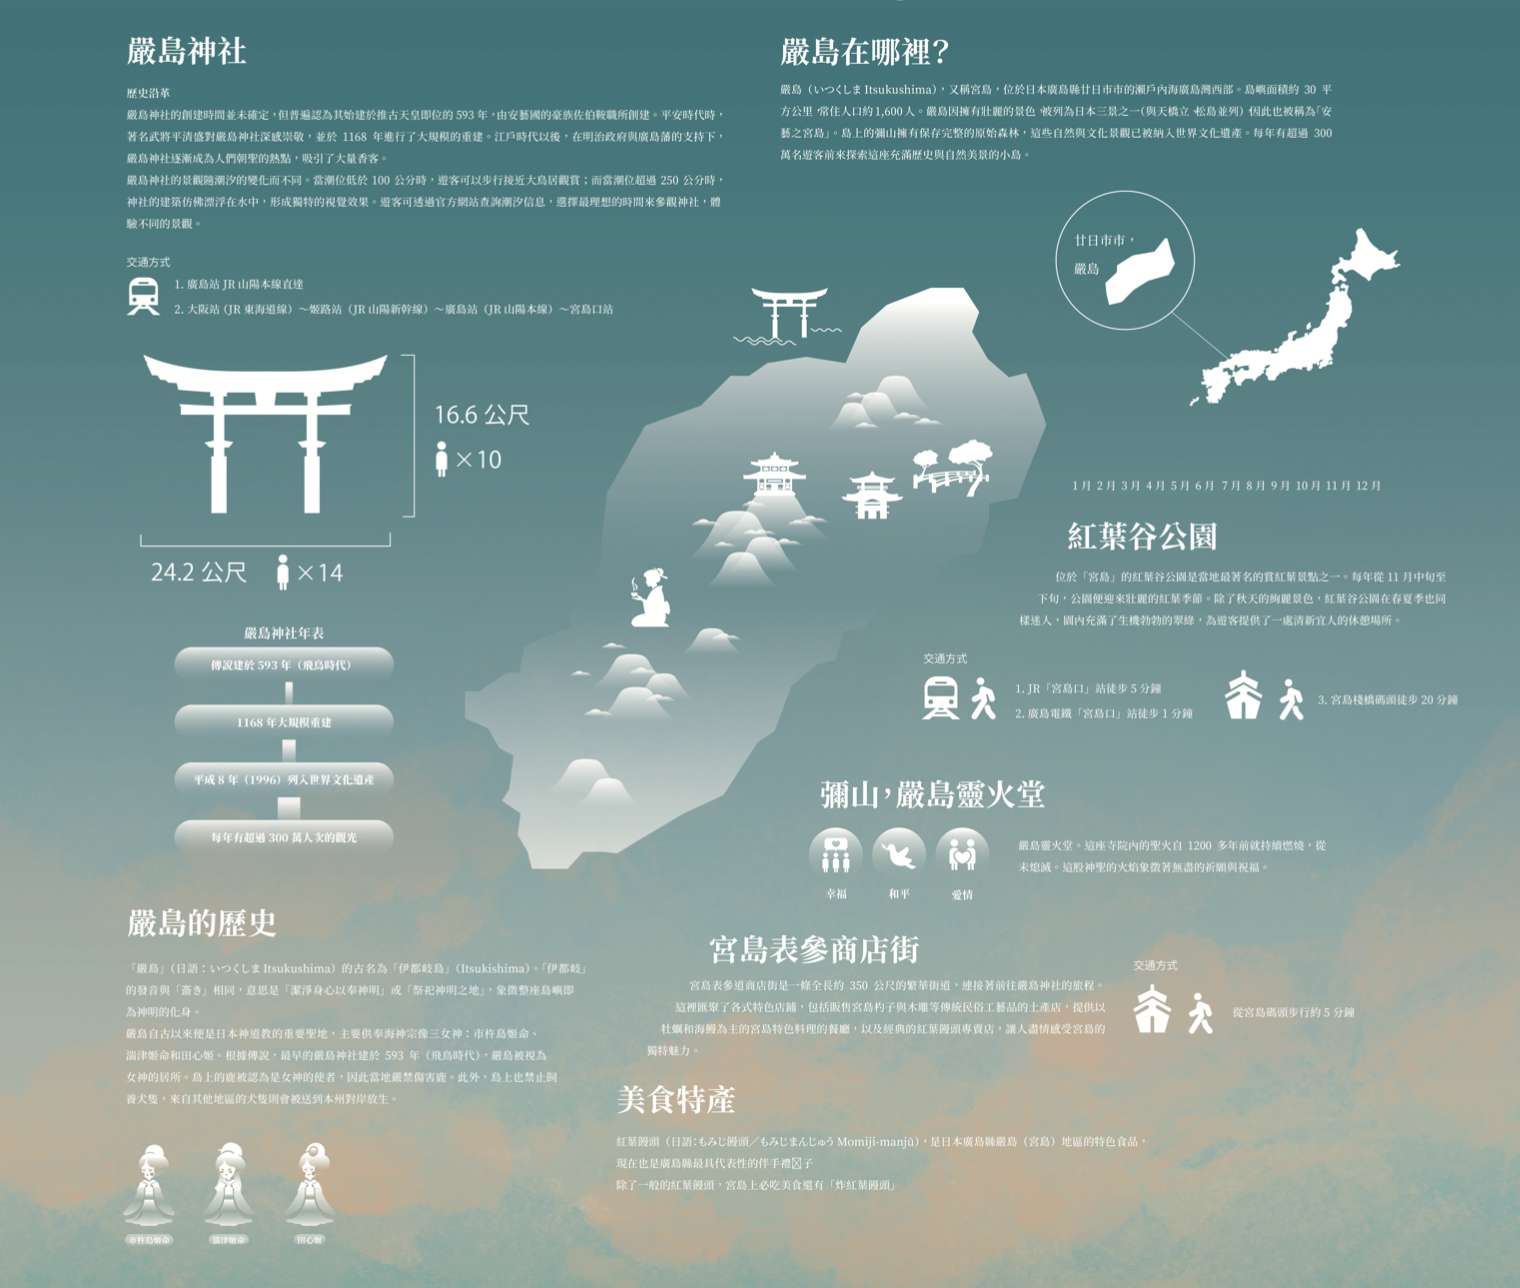 嚴島神社
歷史沿革
嚴島神社的創建時間並未確定，但普遍認為其始建於推古天皇即位的 593 年，由安藝國的豪族佐伯鞍職所創建。平安時代時，
著名武將平清盛對嚴島神社深感崇敬，並於 1168 年進行了大規模的重建。江戶時代以後，在明治政府與廣島藩的支持下，
嚴島神社逐漸成為人們朝聖的熱點，吸引了大量香客。
嚴島神社的景觀隨潮汐的變化而不同。當潮位低於 100 公分時，遊客可以步行接近大鳥居觀賞；而當潮位超過 250 公分時，
神社的建築仿佛漂浮在水中，形成獨特的視覺效果。遊客可透過官方網站查詢潮汐信息，選擇最理想的時間來參觀神社，體
驗不同的景觀。
交通方式
1. 廣島站 JR 山陽本線直達
2. 大阪站（JR 東海道線）～姬路站（JR 山陽新幹線）～廣島站（JR 山陽本線）～宮島口站
16.6 公尺
×10
24.2 公尺
×14
嚴島神社年表
傳說建於 593 年（飛鳥時代）
1168 年大規模重建
平成 8 年（1996）列入世界文化遺產
每年有超過 300 萬人次的觀光
嚴島的歷史
「嚴島」（日語：いつくしま Itsukushima）的古名為「伊都岐島」（Itsukishima）。「伊都岐」
的發音與「斎き」相同，意思是「潔淨身心以奉神明」或「祭祀神明之地」，象徵整座島嶼即
為神明的化身。
嚴島自古以來便是日本神道教的重要聖地，主要供奉海神宗像三女神：市杵島姬命、
湍津姬命和田心姬。根據傳說，最早的嚴島神社建於 593 年（飛鳥時代），嚴島被視為
女神的居所。島上的鹿被認為是女神的使者，因此當地嚴禁傷害鹿。此外，島上也禁止飼
養犬隻，來自其他地區的犬隻則會被送到本州對岸放生。
市杵島姬命
湍津姬命
田心姬
嚴島在哪裡？
嚴島（いつくしま Itsukushima），又稱宮島，位於日本廣島縣廿日市市的瀨戶內海廣島灣西部。島嶼面積約 30 平
方公里，常住人口約 1,600 人。嚴島因擁有壯麗的景色，被列為日本三景之一（與天橋立、松島並列），因此也被稱為「安
藝之宮島」。島上的彌山擁有保存完整的原始森林，這些自然與文化景觀已被納入世界文化遺產。每年有超過 300
萬名遊客前來探索這座充滿歷史與自然美景的小島。
廿日市市，
嚴島
1 月 2 月 3 月 4 月 5 月 6 月 7 月 8 月 9 月 10 月 11 月 12 月
紅葉谷公園
位於「宮島」的紅葉谷公園是當地最著名的賞紅葉景點之一。每年從 11 月中旬至
下旬，公園便迎來壯麗的紅葉季節。除了秋天的絢麗景色，紅葉谷公園在春夏季也同
樣迷人，園內充滿了生機勃勃的翠綠，為遊客提供了一處清新宜人的休憩場所。
交通方式
1. JR「宮島口」站徒步 5 分鐘
2. 廣島電鐵「宮島口」站徒步 1 分鐘
3. 宮島棧橋碼頭徒步 20 分鐘
彌山，嚴島靈火堂
幸福
和平
愛情
嚴島靈火堂。這座寺院內的聖火自 1200 多年前就持續燃燒，從
未熄滅。這股神聖的火焰象徵著無盡的祈願與祝福。
宮島表參商店街
宮島表參道商店街是一條全長約 350 公尺的繁華街道，連接著前往嚴島神社的旅程。
這裡匯聚了各式特色店鋪，包括販售宮島杓子與木雕等傳統民俗工藝品的土產店，提供以
牡蠣和海鰻為主的宮島特色料理的餐廳，以及經典的紅葉饅頭專賣店，讓人盡情感受宮島的
獨特魅力。
交通方式
從宮島碼頭步行約 5 分鐘
美食特產
紅葉饅頭（日語：もみじ饅頭／もみじまんじゅう Momiji-manjū），是日本廣島縣嚴島（宮島）地區的特色食品，
現在也是廣島縣最具代表性的伴手禮子
除了一般的紅葉饅頭，宮島上必吃美食還有「炸紅葉饅頭」